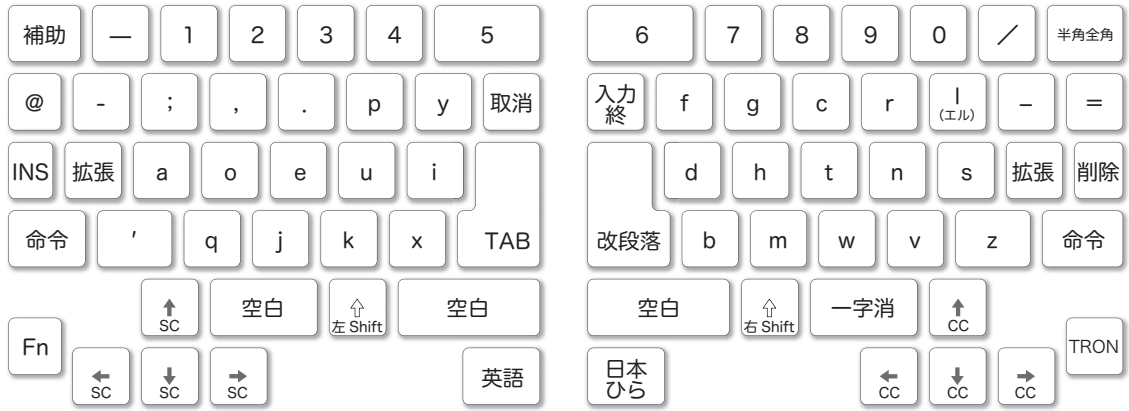 補助 — 1 2 3 4 5 6 7 8 9 0 / 半角全角
@ - ; , . p y 取消 入力終 f g c r l(エル) − =
INS 拡張 a o e u i d h t n s 拡張 削除
命令 ′ q j k x TAB 改段落 b m w v z 命令
↑SC 空白 ⇧左 Shift 空白 空白 ⇧右 Shift 一字消 ↑CC
Fn ←SC ↓SC →SC 英語 日本ひら ←CC ↓CC →CC TRON